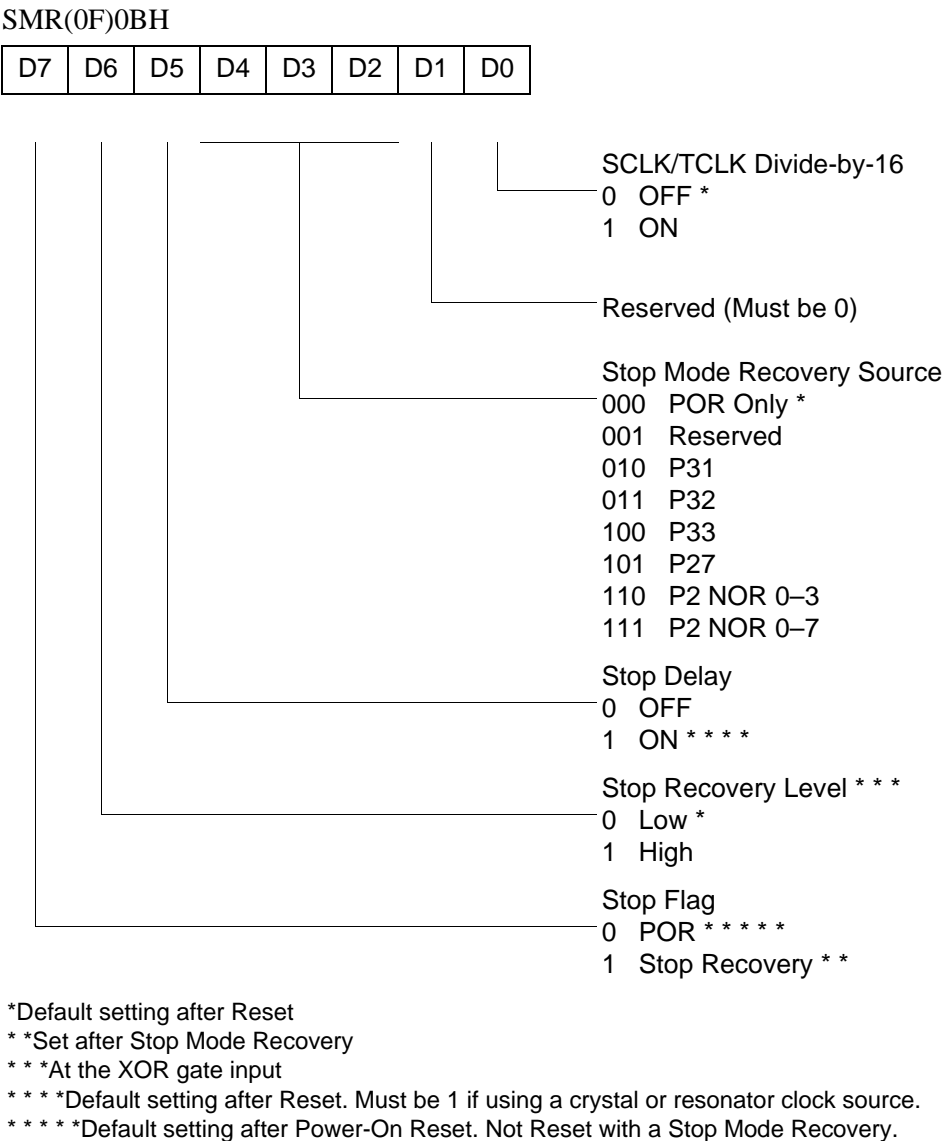 SMR(0F)0BH
D7 D6 D5 D4 D3 D2 D1 D0
SCLK/TCLK Divide-by-16
0 OFF *
1 ON
Reserved (Must be 0)
Stop Mode Recovery Source
000 POR Only *
001 Reserved
010 P31
011 P32
100 P33
101 P27
110 P2 NOR 0–3
111 P2 NOR 0–7
Stop Delay
0 OFF
1 ON * * * *
Stop Recovery Level * * *
0 Low *
1 High
Stop Flag
0 POR * * * * *
1 Stop Recovery * *
*Default setting after Reset
* *Set after Stop Mode Recovery
* * *At the XOR gate input
* * * *Default setting after Reset. Must be 1 if using a crystal or resonator clock source.
* * * * *Default setting after Power-On Reset. Not Reset with a Stop Mode Recovery.